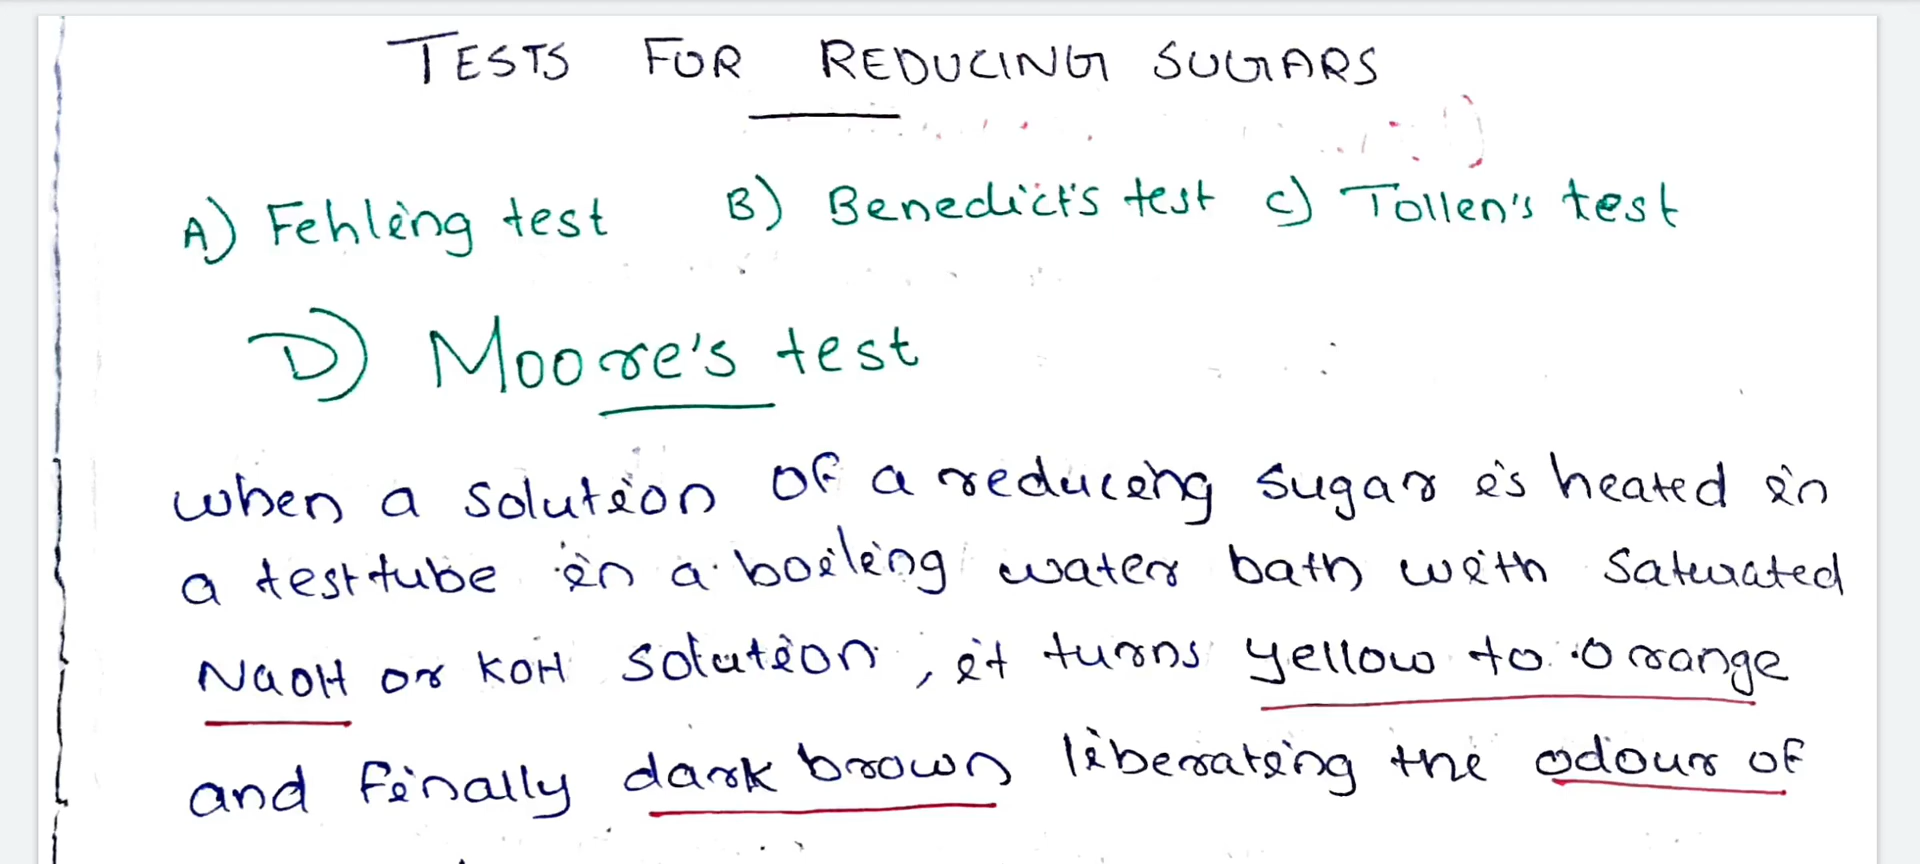 TESTS FOR REDUCING SUGARS
A) Fehling test B) Benedict's test C) Tollen's test
D) Moore's test
when a solution of a reducing sugar is heated in
a test tube in a boiling water bath with saturated
NaOH or KOH solution, it turns yellow to orange
and finally dark brown liberating the odour of